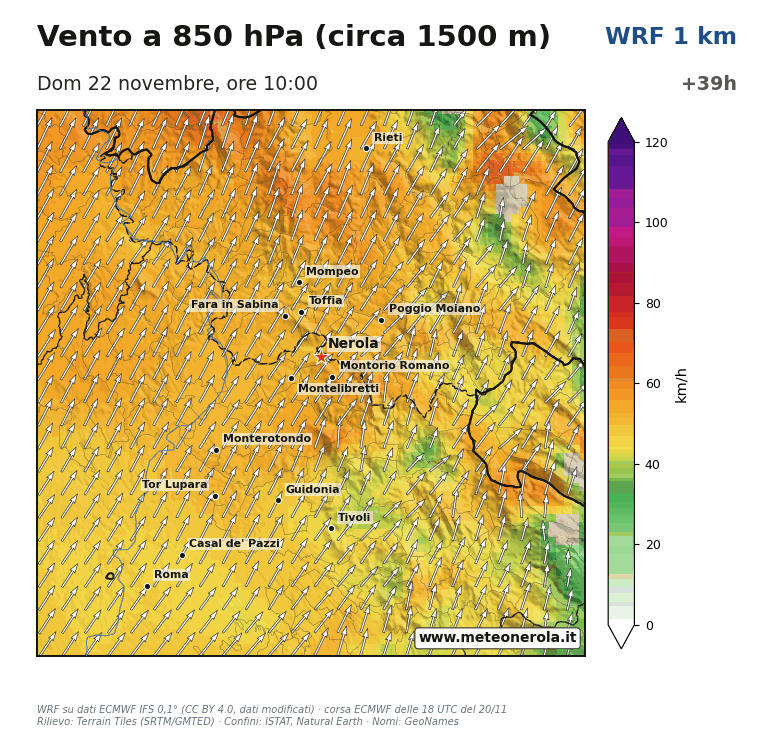 Vento a 850 hPa (circa 1500 m)
WRF 1 km
Dom 22 novembre, ore 10:00
+39h
Rieti
Mompeo
Fara in Sabina
Toffia
Poggio Moiano
Nerola
Montorio Romano
Montelibretti
Monterotondo
Tor Lupara
Guidonia
Tivoli
Casal de' Pazzi
Roma
www.meteonerola.it
120
100
80
60
40
20
0
km/h
WRF su dati ECMWF IFS 0,1° (CC BY 4.0, dati modificati) · corsa ECMWF delle 18 UTC del 20/11
Rilievo: Terrain Tiles (SRTM/GMTED) · Confini: ISTAT, Natural Earth · Nomi: GeoNames